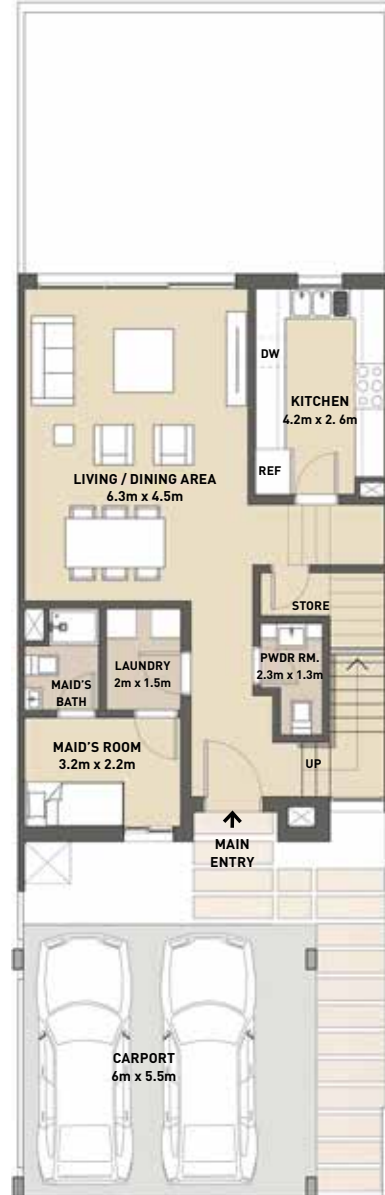 DW
KITCHEN
4.2m x 2. 6m
REF
LIVING / DINING AREA
6.3m x 4.5m
STORE
LAUNDRY
2m x 1.5m
PWDR RM.
2.3m x 1.3m
MAID'S
BATH
MAID'S ROOM
3.2m x 2.2m
UP
MAIN
ENTRY
CARPORT
6m x 5.5m